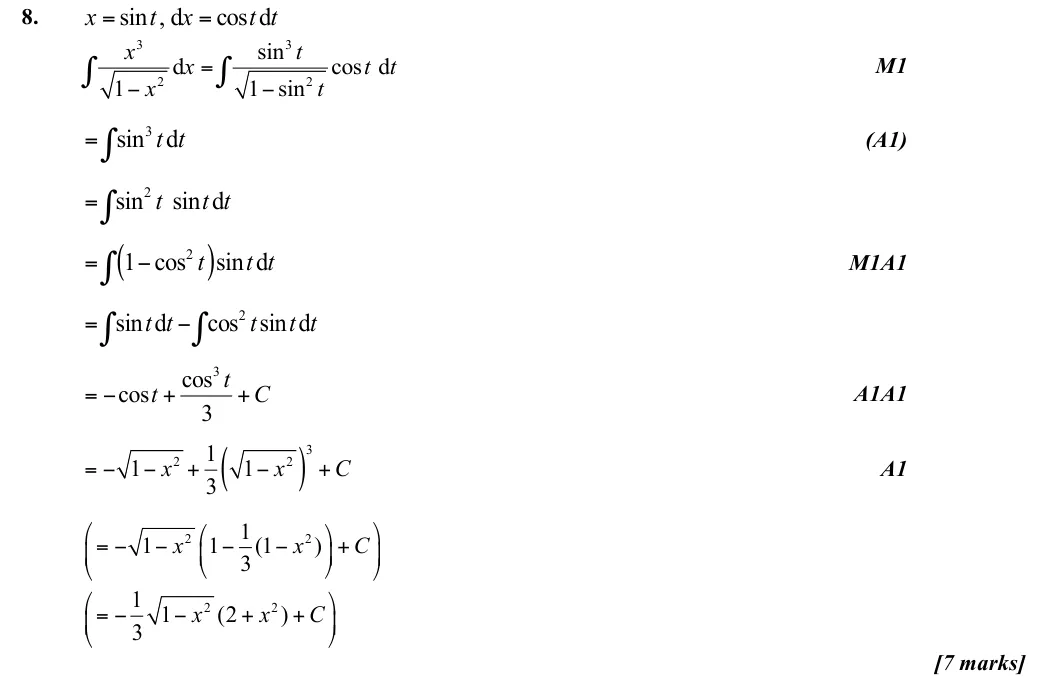 8. x = sin t, dx = cos t dt
∫ x³/√(1 − x²) dx = ∫ sin³ t/√(1 − sin² t) cos t dt M1
= ∫ sin³ t dt (A1)
= ∫ sin² t sin t dt
= ∫ (1 − cos² t) sin t dt M1A1
= ∫ sin t dt − ∫ cos² t sin t dt
= −cos t + cos³ t/3 + C A1A1
= −√(1 − x²) + 1/3 (√(1 − x²))³ + C A1
(= −√(1 − x²) (1 − 1/3 (1 − x²)) + C)
(= −1/3 √(1 − x²) (2 + x²) + C)
[7 marks]